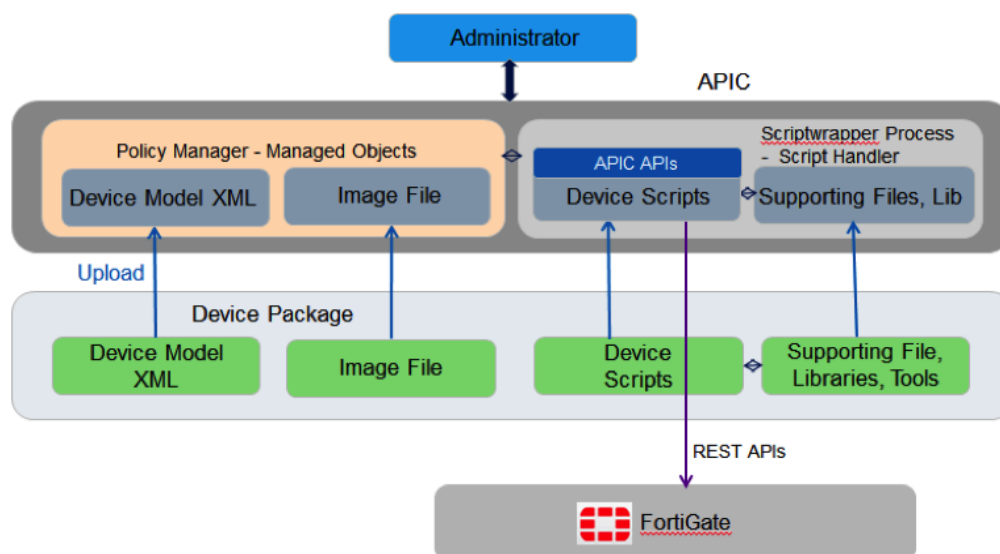 Administrator
APIC
Policy Manager - Managed Objects
Device Model XML
Image File
APIC APIs
Device Scripts
Scriptwrapper Process
- Script Handler
Supporting Files, Lib
Upload
Device Package
Device Model
XML
Image File
Device
Scripts
Supporting File,
Libraries, Tools
REST APIs
FortiGate